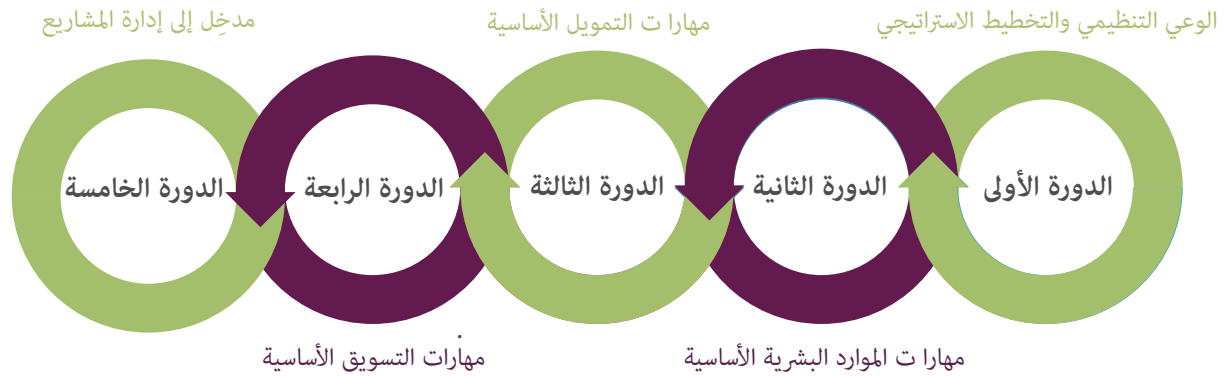 الوعي التنظيمي والتخطيط الاستراتيجي
مهارا ت التمويل الأساسية
مدخِل إلى إدارة المشاريع
الدورة الأولى
الدورة الثانية
الدورة الثالثة
الدورة الرابعة
الدورة الخامسة
مهارا ت الموارد البشرية الأساسية
مهارات التسويق الأساسية